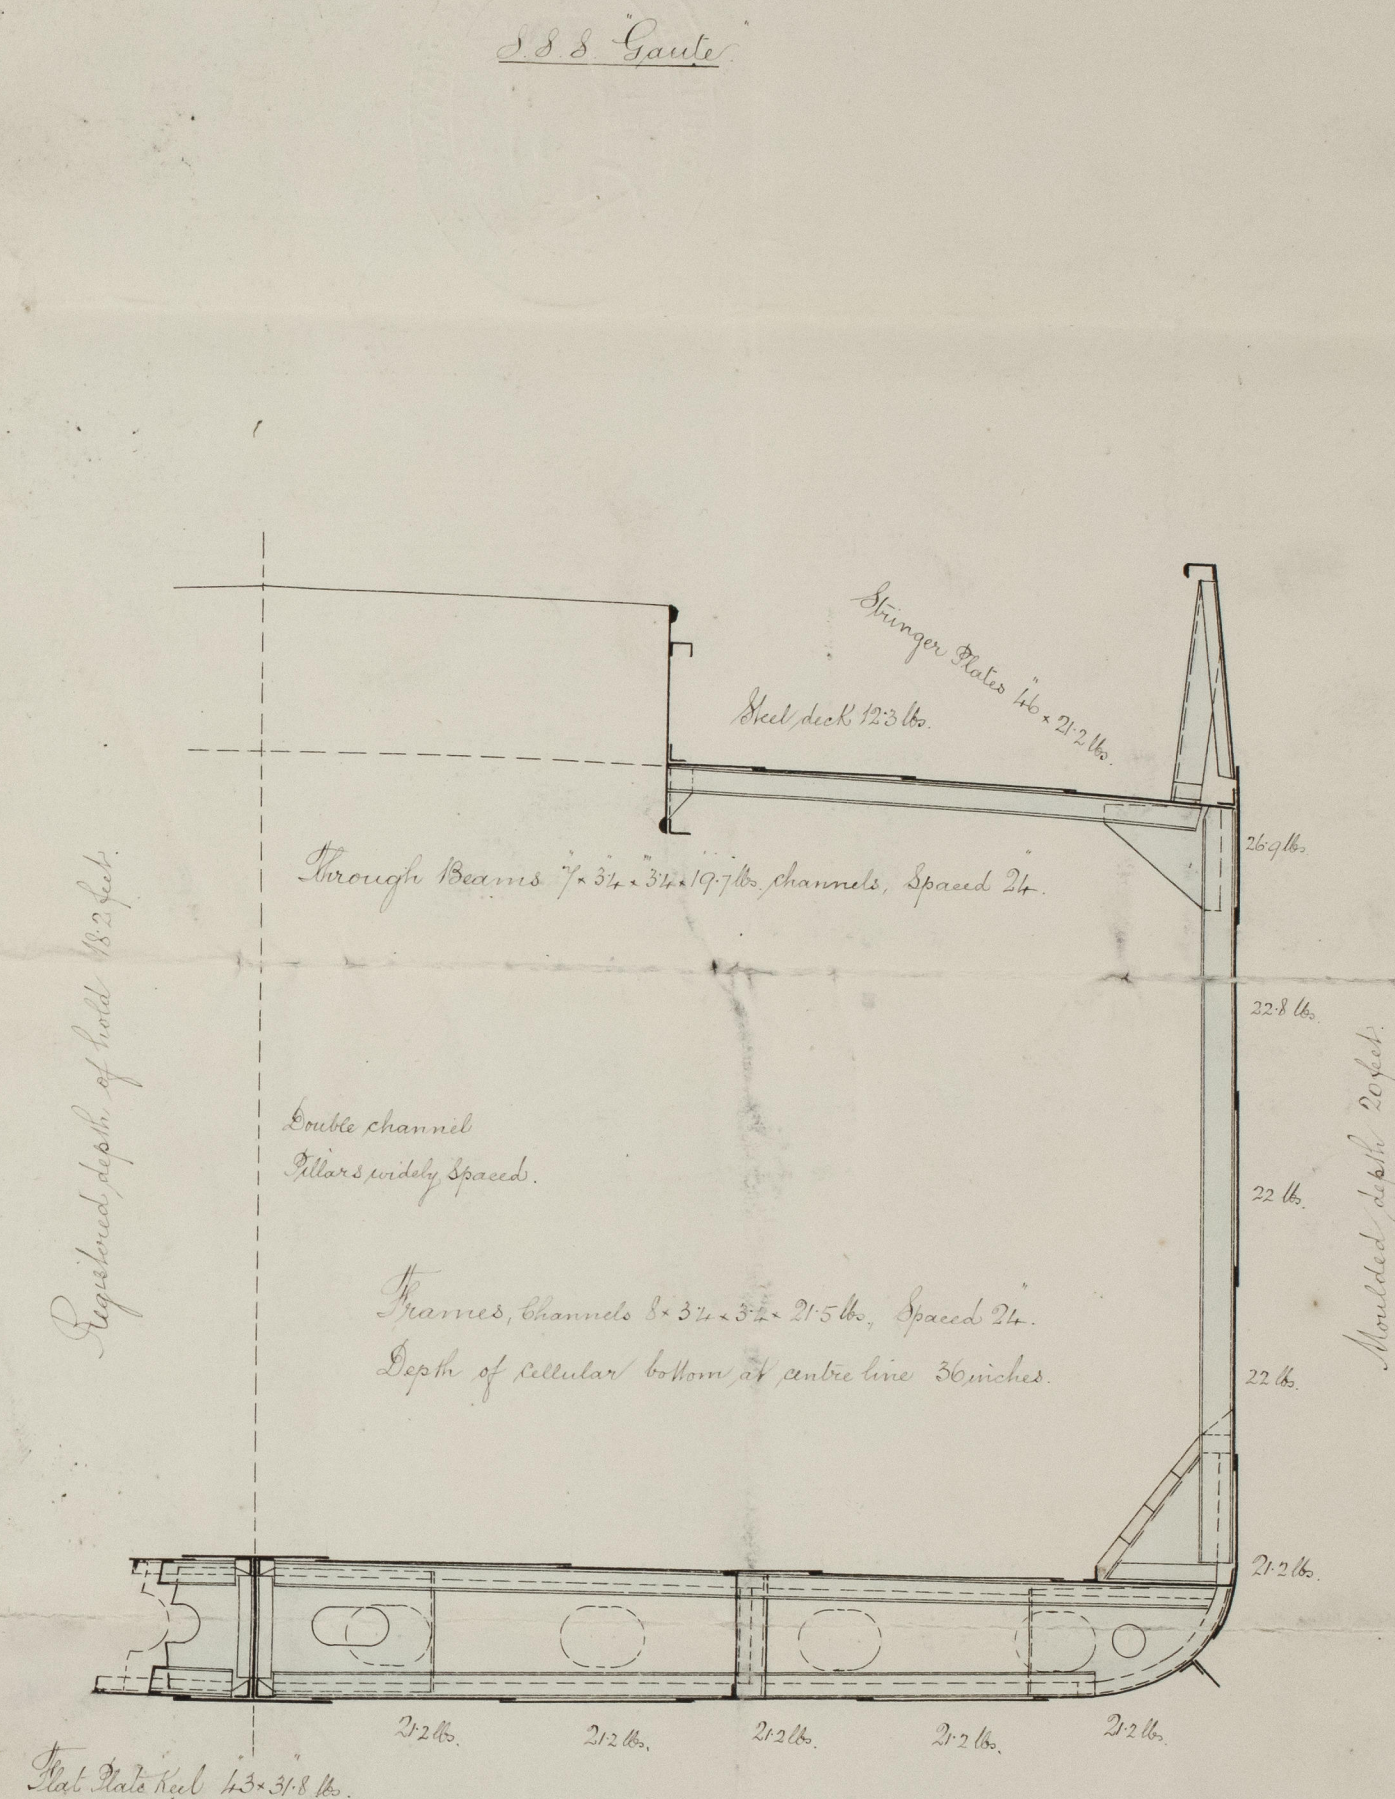 S.S.S. "Gaute"
Stringer Plates 46" × 21·2 lbs.
Steel deck 12·3 lbs.
26·9 lbs.
Through Beams 7" × 3·4" × 3·4" × 19·7 lbs. channels, Spaced 24".
Registered depth of hold 18·2 feet.
22·8 lbs.
Moulded depth 20 feet.
Double channel
Pillars widely spaced.
22 lbs.
Frames, Channels 8 × 3·4 × 3·4 × 21·5 lbs., Spaced 24".
Depth of cellular bottom at centre line 36 inches.
22 lbs.
21·2 lbs.
21·2 lbs.
21·2 lbs.
21·2 lbs.
21·2 lbs.
21·2 lbs.
Flat Plate Keel 43" × 31·8 lbs.